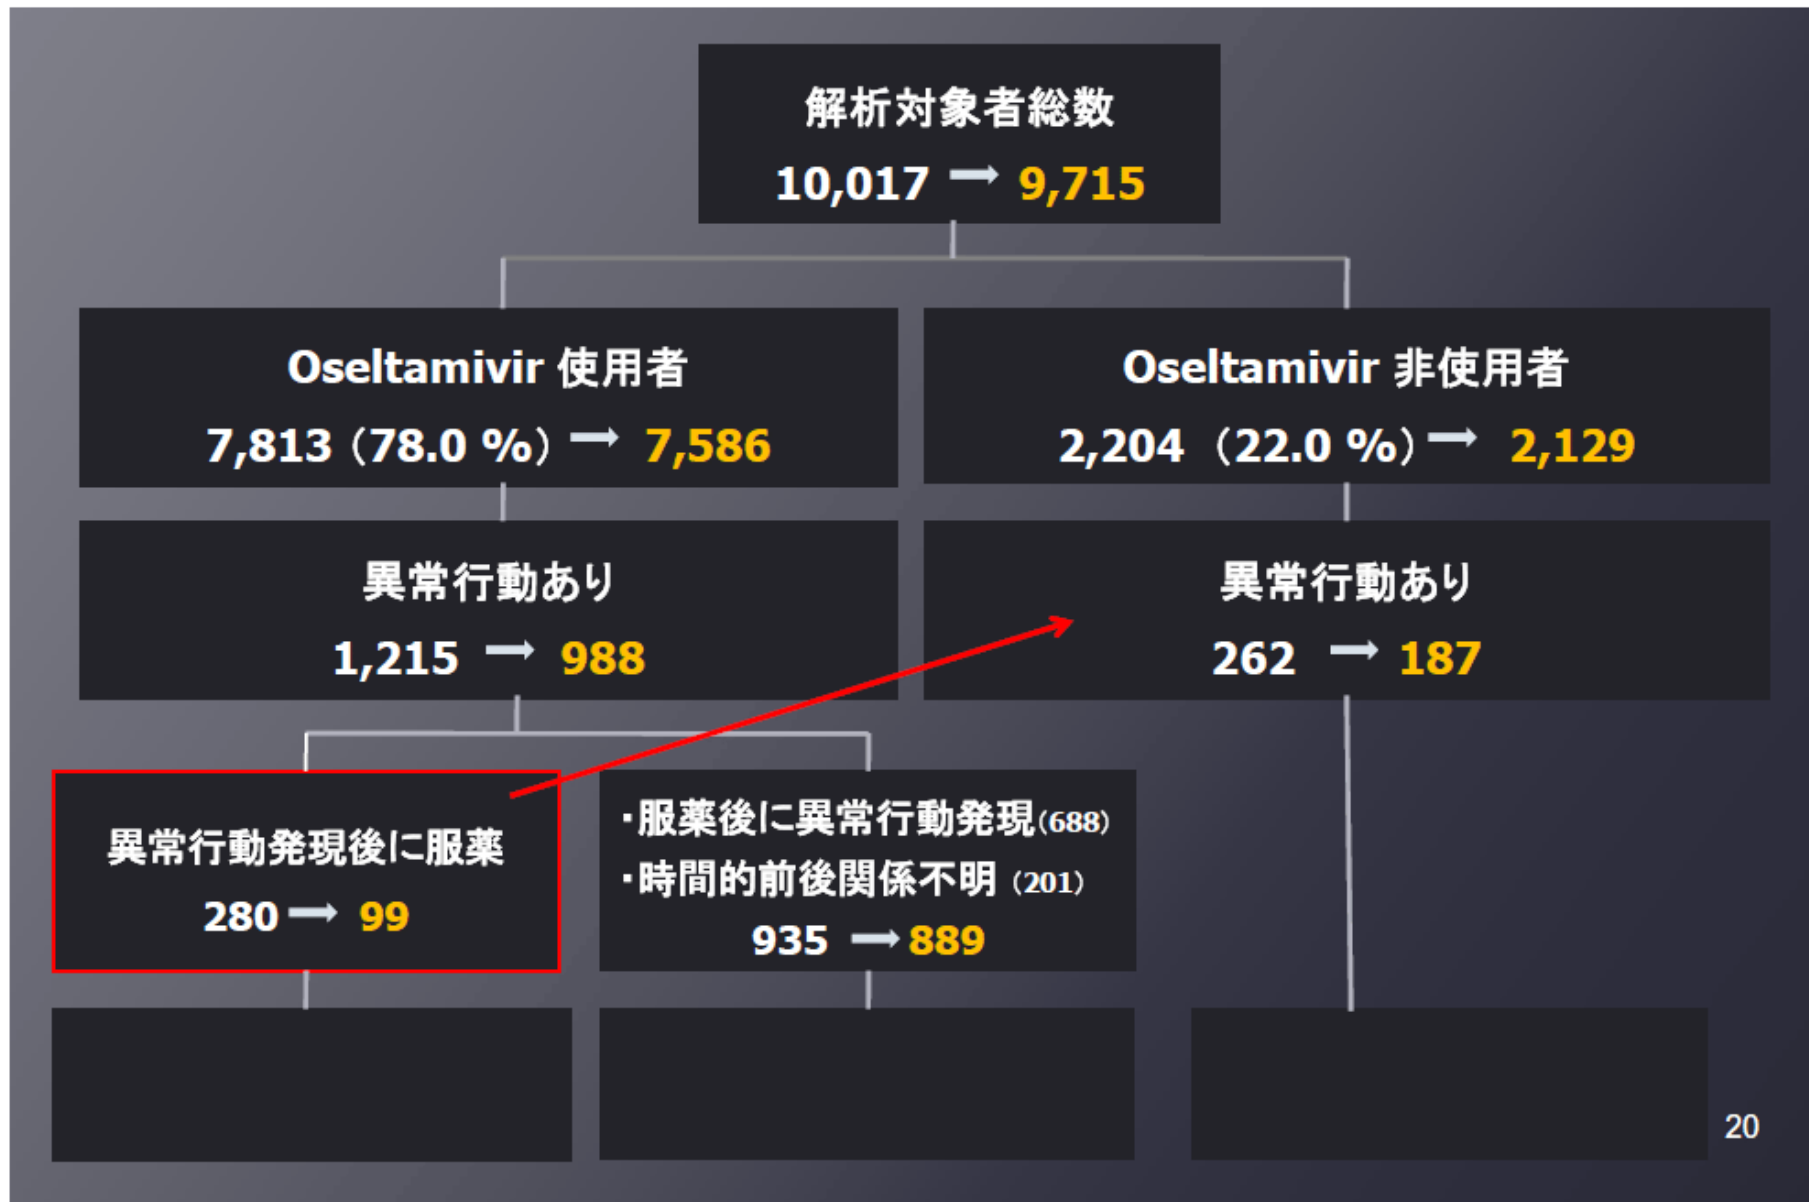 解析対象者総数
10,017 → 9,715
Oseltamivir 使用者
7,813（78.0 %）→ 7,586
Oseltamivir 非使用者
2,204（22.0 %）→ 2,129
異常行動あり
1,215 → 988
異常行動あり
262 → 187
異常行動発現後に服薬
280 → 99
・服薬後に異常行動発現（688）
・時間的前後関係不明（201）
935 → 889
20